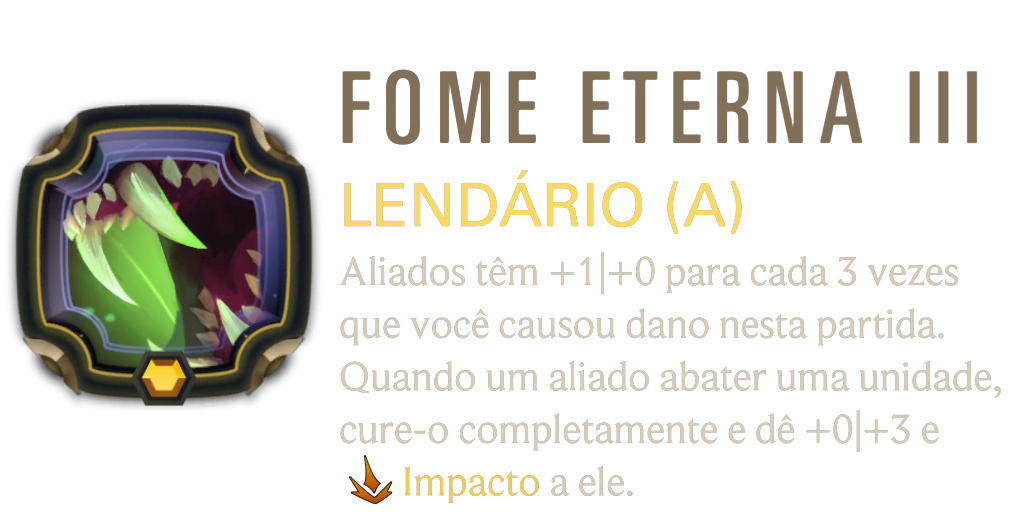 FOME ETERNA III
LENDÁRIO (A)
Aliados têm +1|+0 para cada 3 vezes
que você causou dano nesta partida.
Quando um aliado abater uma unidade,
cure-o completamente e dê +0|+3 e
Impacto a ele.